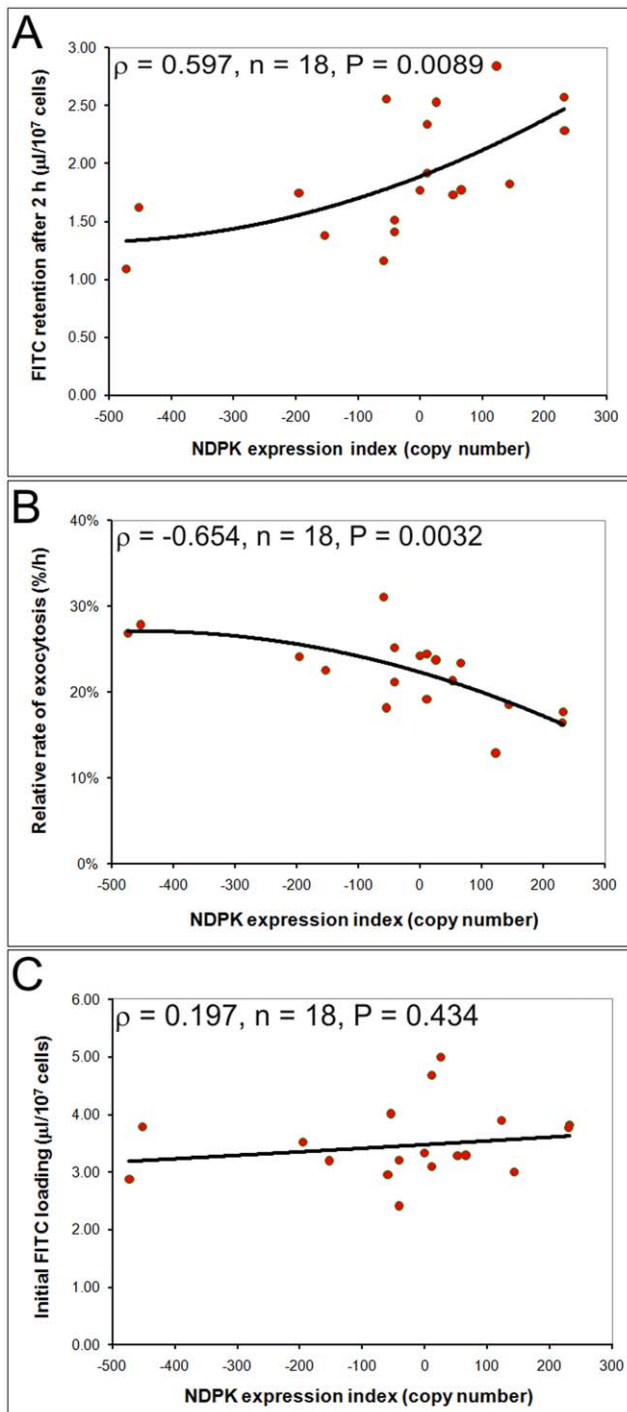 A
ρ = 0.597, n = 18, P = 0.0089
FITC retention after 2 h (µl/10⁷ cells)
3.00
2.50
2.00
1.50
1.00
0.50
0.00
-500 -400 -300 -200 -100 0 100 200 300
NDPK expression index (copy number)
B
ρ = -0.654, n = 18, P = 0.0032
Relative rate of exocytosis (%/h)
40%
30%
20%
10%
0%
-500 -400 -300 -200 -100 0 100 200 300
NDPK expression index (copy number)
C
ρ = 0.197, n = 18, P = 0.434
Initial FITC loading (µl/10⁷ cells)
6.00
5.00
4.00
3.00
2.00
1.00
0.00
-500 -400 -300 -200 -100 0 100 200 300
NDPK expression index (copy number)